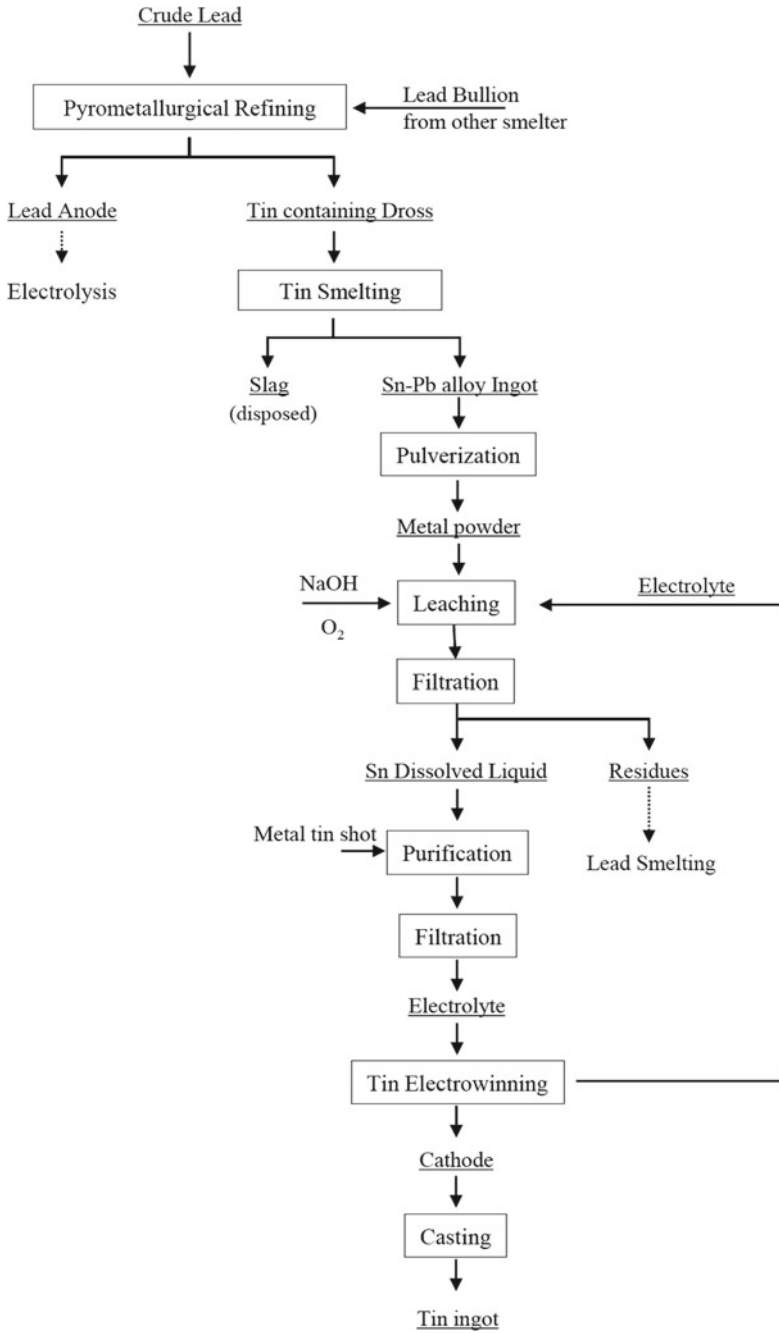 Crude Lead
Pyrometallurgical Refining
Lead Bullion
from other smelter
Lead Anode
Tin containing Dross
Electrolysis
Tin Smelting
Slag
(disposed)
Sn-Pb alloy Ingot
Pulverization
Metal powder
NaOH
O₂
Leaching
Electrolyte
Filtration
Sn Dissolved Liquid
Residues
Metal tin shot
Purification
Lead Smelting
Filtration
Electrolyte
Tin Electrowinning
Cathode
Casting
Tin ingot